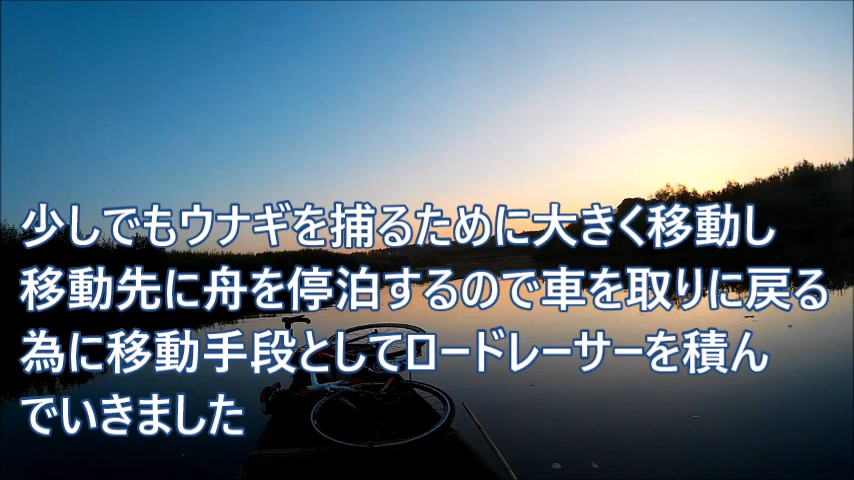 少しでもウナギを捕るために大きく移動し
移動先に舟を停泊するので車を取りに戻る
為に移動手段としてロードレーサーを積ん
でいきました